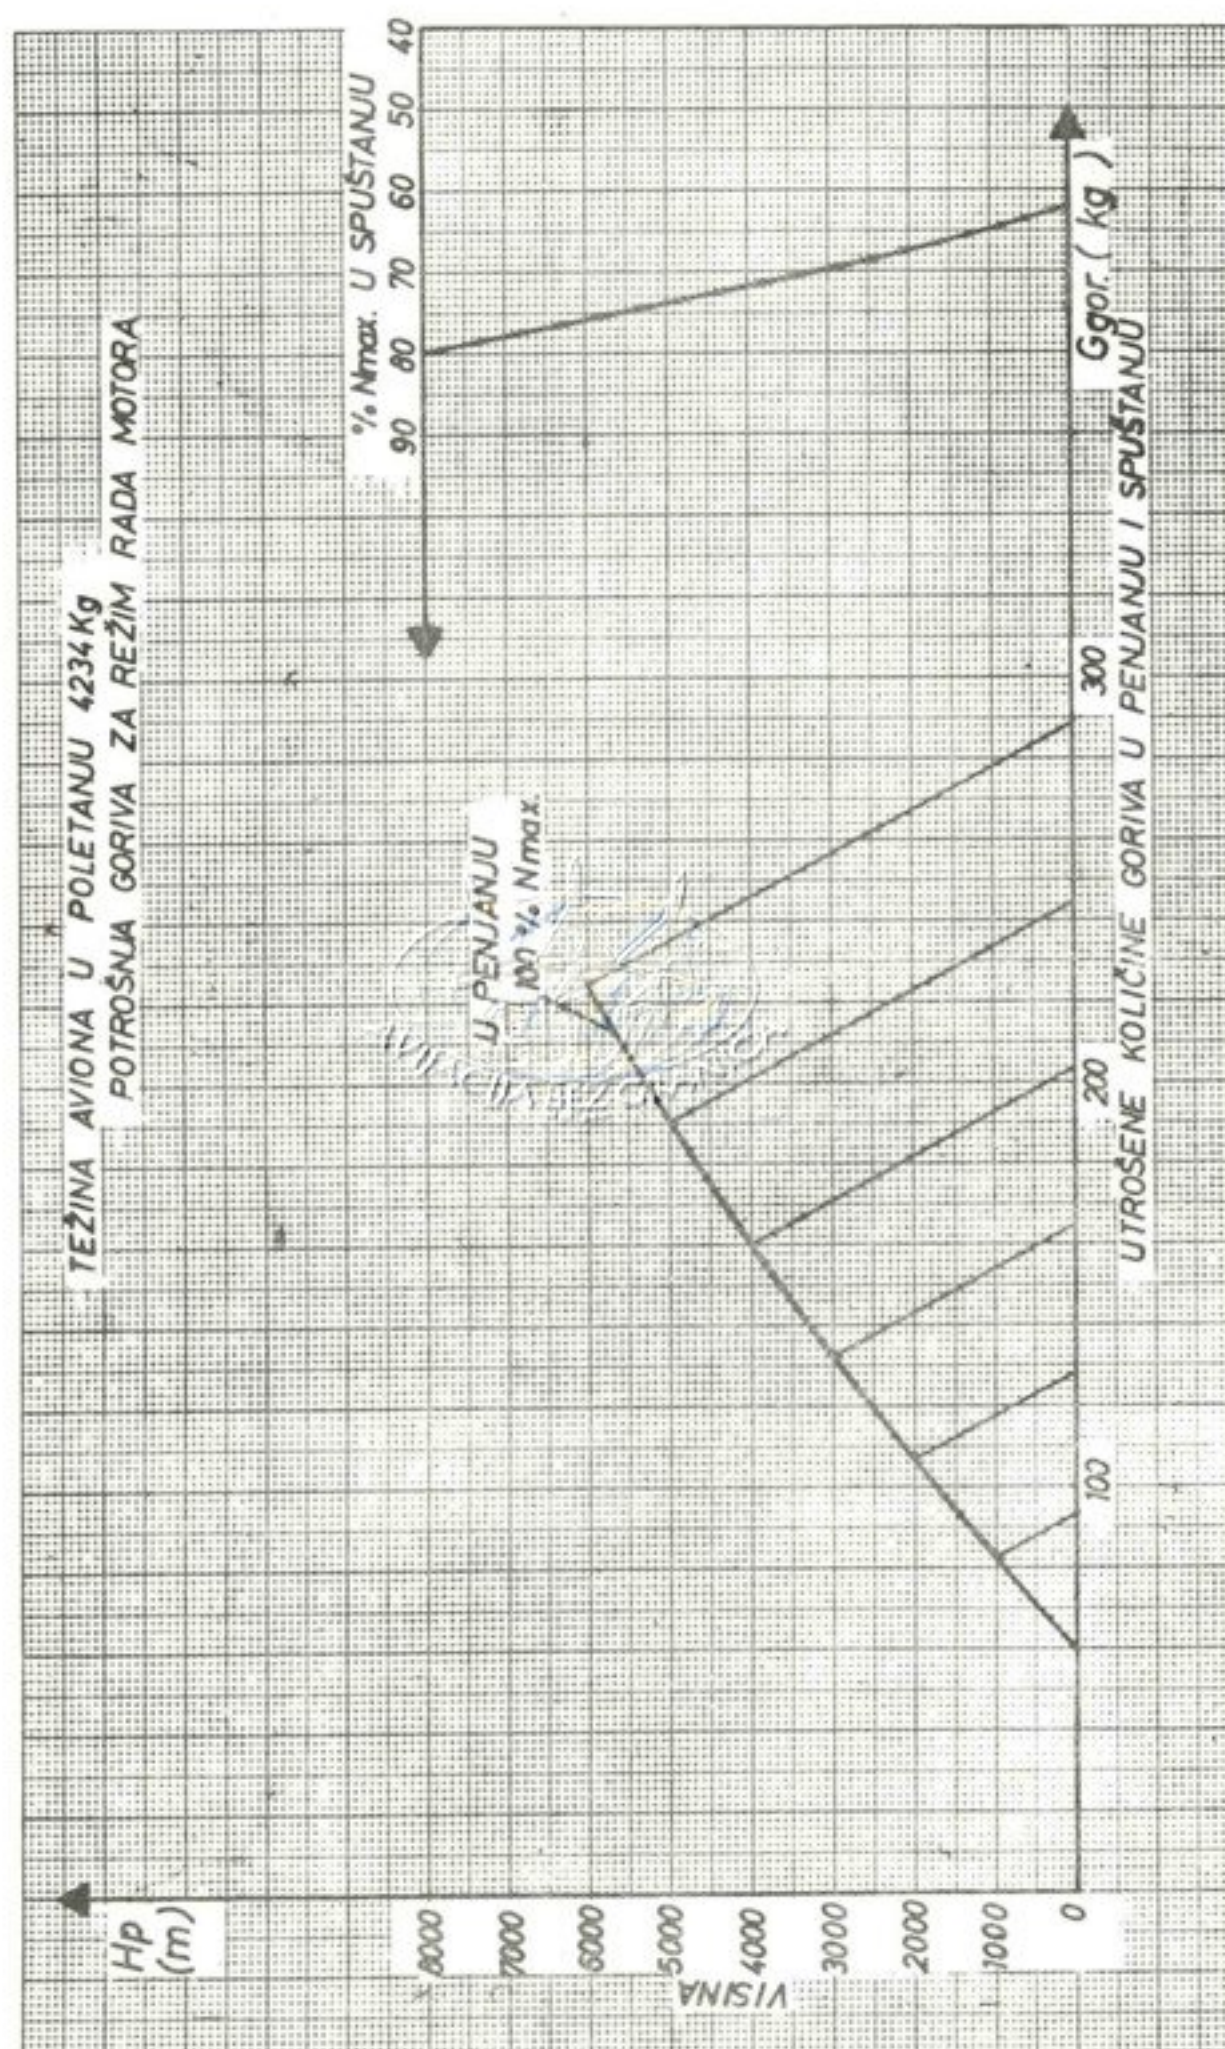 TEŽINA AVIONA U POLETANJU 4234 Kg
POTROŠNJA GORIVA ZA REŽIM RADA MOTORA
Hp
(m)
% Nmax. U SPUŠTANJU
90 80 70 60 50 40
U PENJANJU
100 % Nmax.
VISINA
8000
7000
6000
5000
4000
3000
2000
1000
0
100 200 300
Ggor. ( kg )
UTROŠENE KOLIČINE GORIVA U PENJANJU I SPUŠTANJU